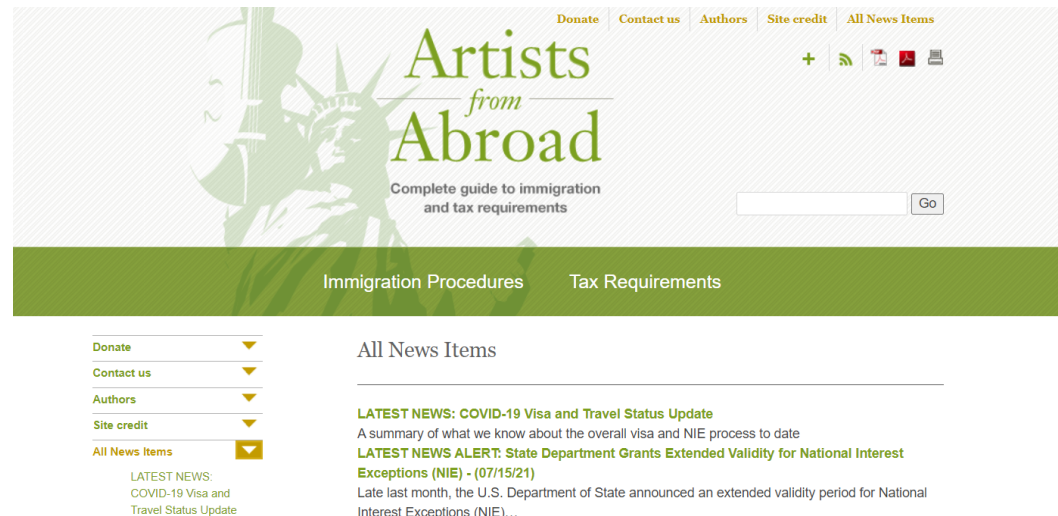 Donate Contact us Authors Site credit All News Items
Artists
from
Abroad
Complete guide to immigration
and tax requirements
Go
Immigration Procedures Tax Requirements
Donate
Contact us
Authors
Site credit
All News Items
LATEST NEWS:
COVID-19 Visa and
Travel Status Update
All News Items
LATEST NEWS: COVID-19 Visa and Travel Status Update
A summary of what we know about the overall visa and NIE process to date
LATEST NEWS ALERT: State Department Grants Extended Validity for National Interest
Exceptions (NIE) - (07/15/21)
Late last month, the U.S. Department of State announced an extended validity period for National
Interest Exceptions (NIE)…